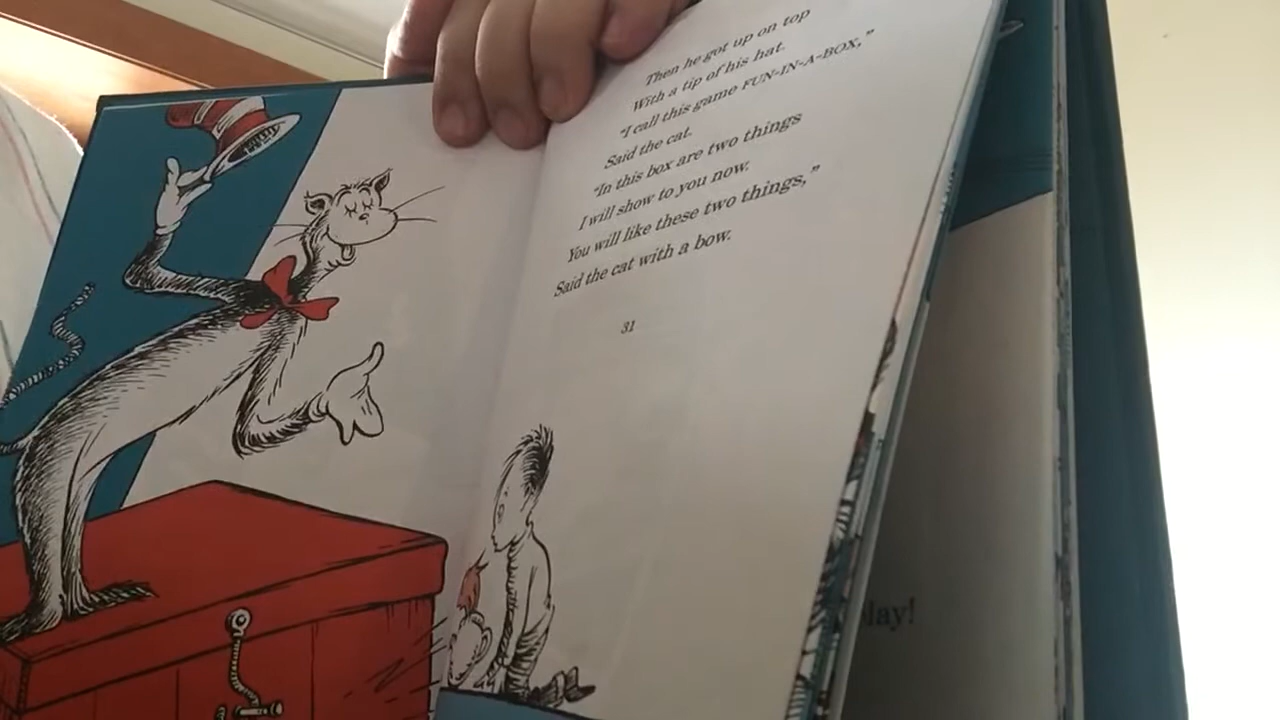 Then he got up on top
With a tip of his hat.
"I call this game FUN-IN-A-BOX,"
Said the cat.
"In this box are two things
I will show to you now.
You will like these two things,"
Said the cat with a bow.
31